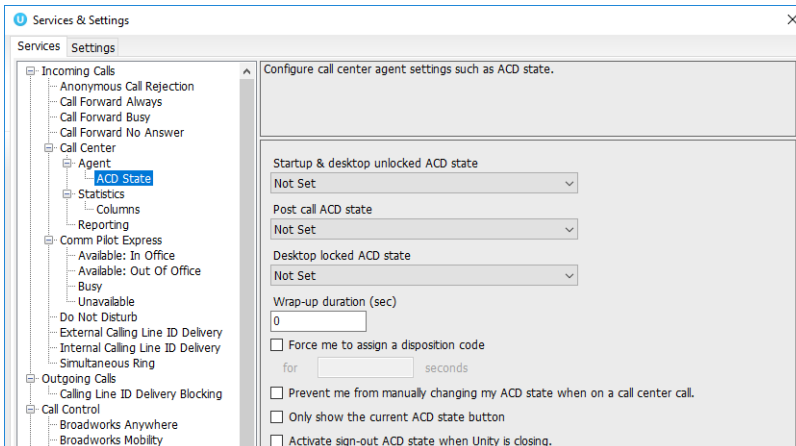 Services & Settings
Services Settings
Incoming Calls
Anonymous Call Rejection
Call Forward Always
Call Forward Busy
Call Forward No Answer
Call Center
Agent
ACD State
Statistics
Columns
Reporting
Comm Pilot Express
Available: In Office
Available: Out Of Office
Busy
Unavailable
Do Not Disturb
External Calling Line ID Delivery
Internal Calling Line ID Delivery
Simultaneous Ring
Outgoing Calls
Calling Line ID Delivery Blocking
Call Control
Broadworks Anywhere
Broadworks Mobility
Configure call center agent settings such as ACD state.
Startup & desktop unlocked ACD state
Not Set
Post call ACD state
Not Set
Desktop locked ACD state
Not Set
Wrap-up duration (sec)
0
Force me to assign a disposition code
for seconds
Prevent me from manually changing my ACD state when on a call center call.
Only show the current ACD state button
Activate sign-out ACD state when Unity is closing.